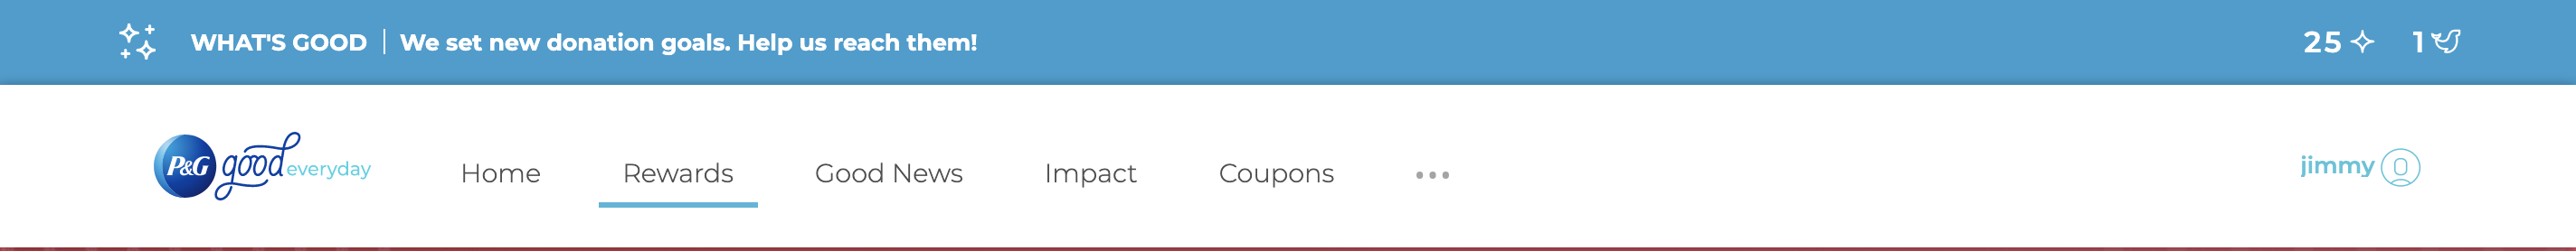 WHAT'S GOOD | We set new donation goals. Help us reach them! 25 1
P&G good everyday Home Rewards Good News Impact Coupons ••• jimmy